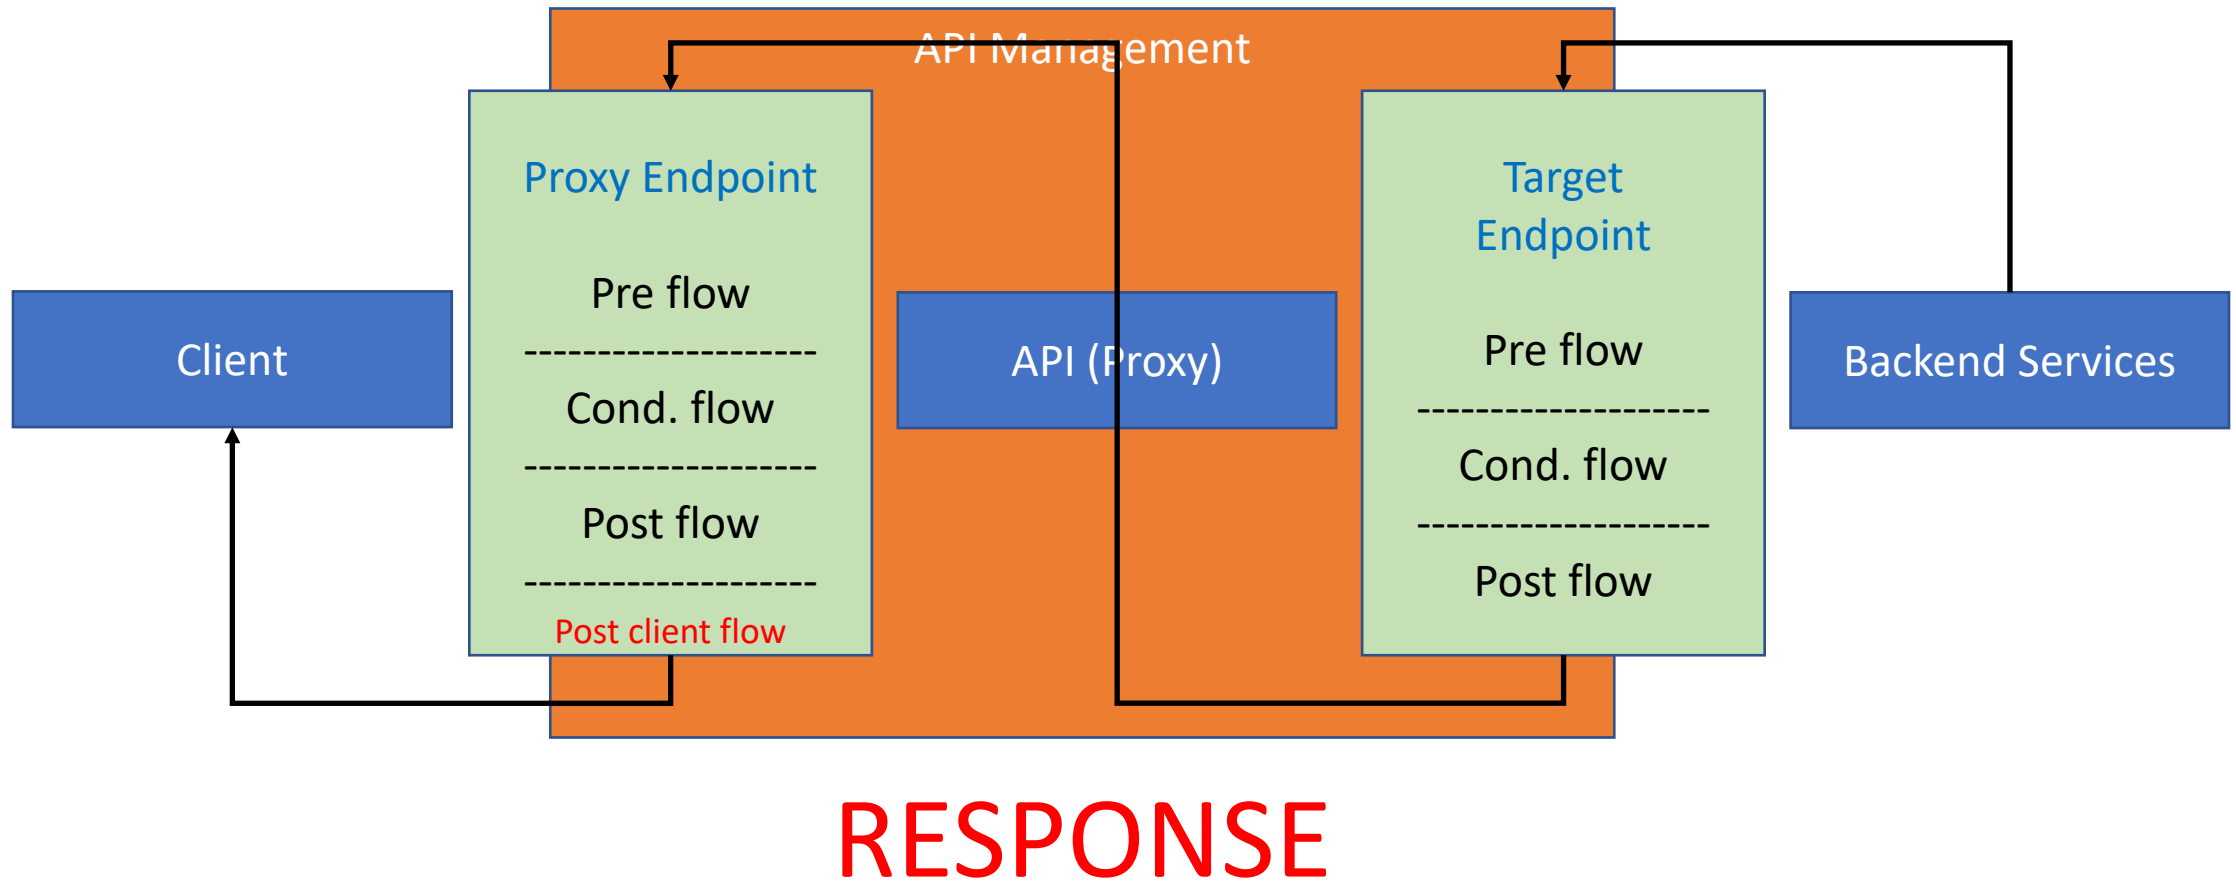 API Management
Proxy Endpoint
Pre flow
--------------------
Cond. flow
--------------------
Post flow
--------------------
Post client flow
Target
Endpoint
Pre flow
--------------------
Cond. flow
--------------------
Post flow
Client
API (Proxy)
Backend Services
RESPONSE